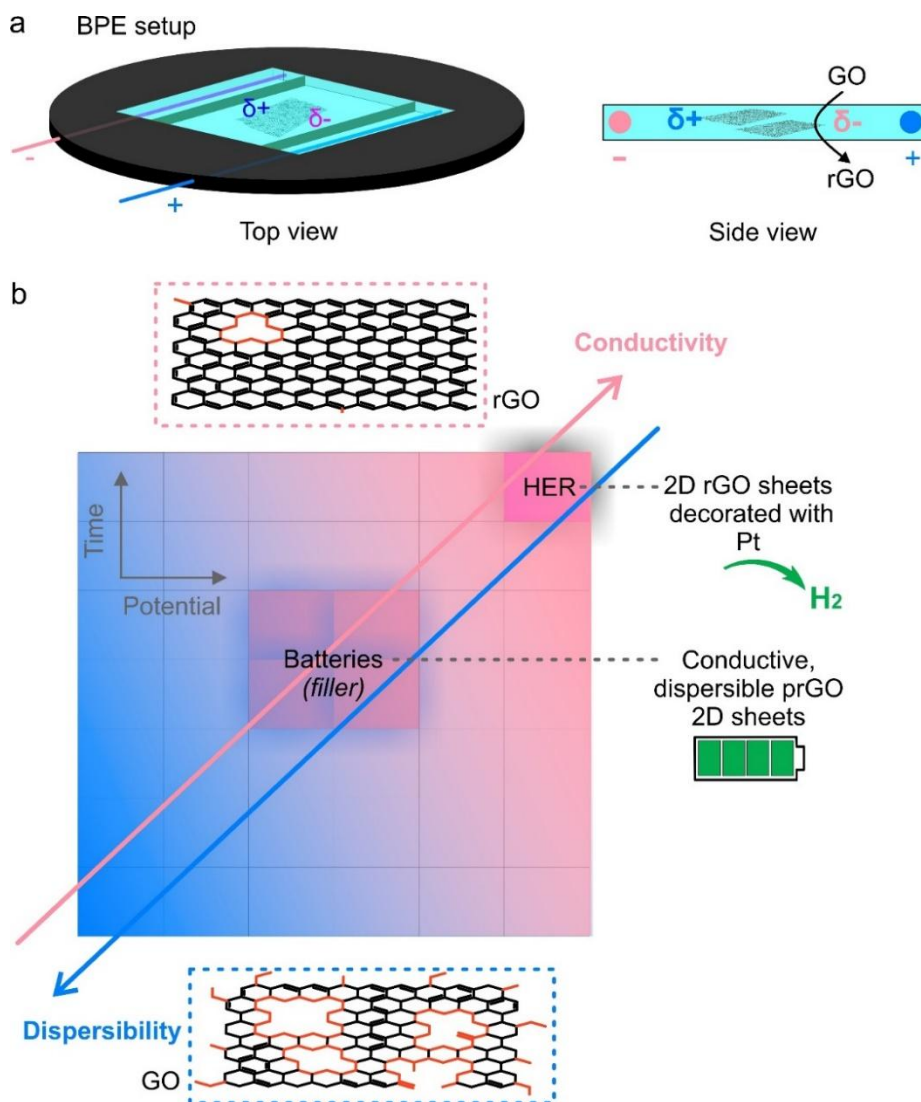 a
BPE setup
δ+
δ-
-
+
Top view
GO
δ+
δ-
rGO
-
+
Side view
b
rGO
Conductivity
Time
Potential
HER
2D rGO sheets
decorated with
Pt
H₂
Batteries
(filler)
Conductive,
dispersible prGO
2D sheets
Dispersibility
GO